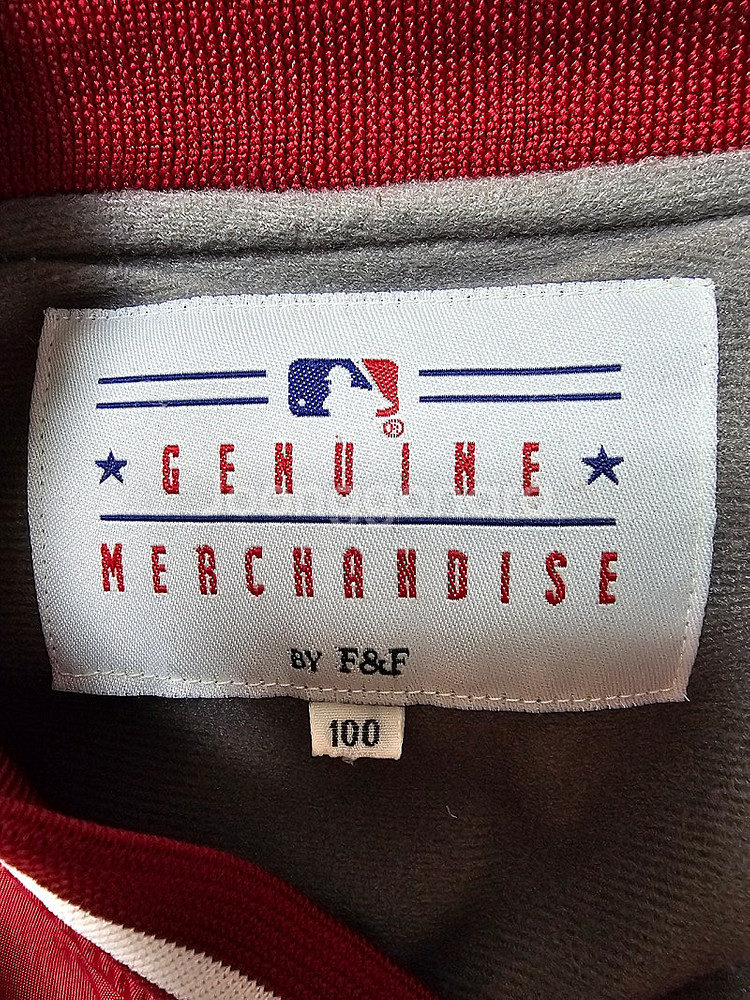 ®
GENUINE
MERCHANDISE
BY F&F
100